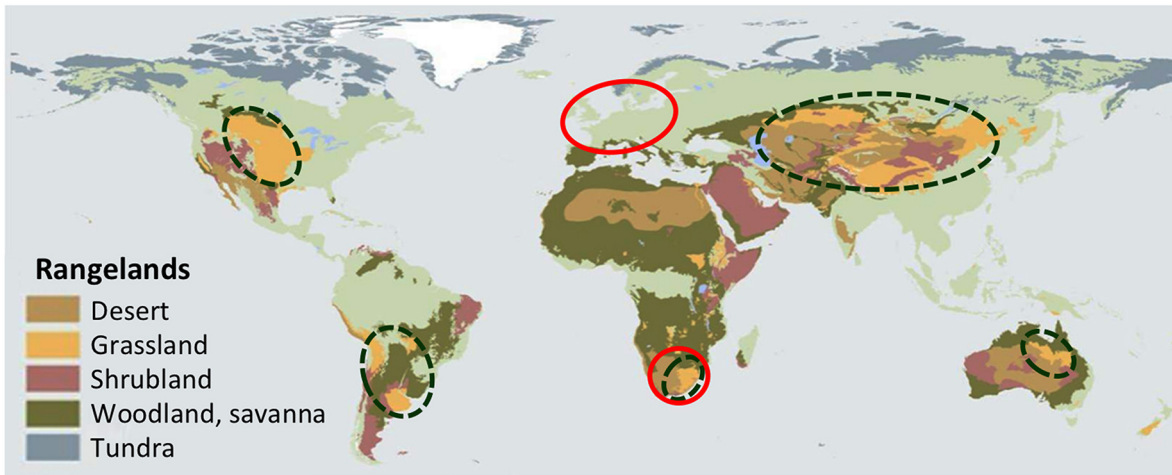 Rangelands
Desert
Grassland
Shrubland
Woodland, savanna
Tundra